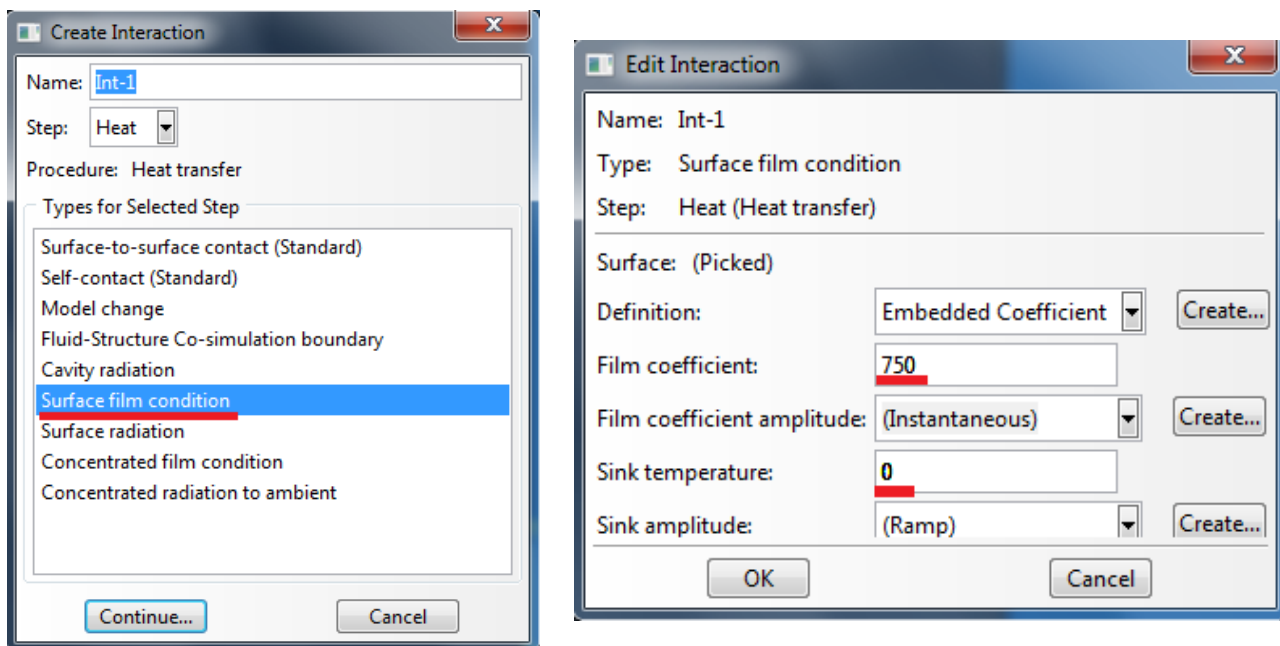 Create Interaction
Name: Int-1
Step: Heat
Procedure: Heat transfer
Types for Selected Step
Surface-to-surface contact (Standard)
Self-contact (Standard)
Model change
Fluid-Structure Co-simulation boundary
Cavity radiation
Surface film condition
Surface radiation
Concentrated film condition
Concentrated radiation to ambient
Continue... Cancel
Edit Interaction
Name: Int-1
Type: Surface film condition
Step: Heat (Heat transfer)
Surface: (Picked)
Definition: Embedded Coefficient Create...
Film coefficient: 750
Film coefficient amplitude: (Instantaneous) Create...
Sink temperature: 0
Sink amplitude: (Ramp) Create...
OK Cancel